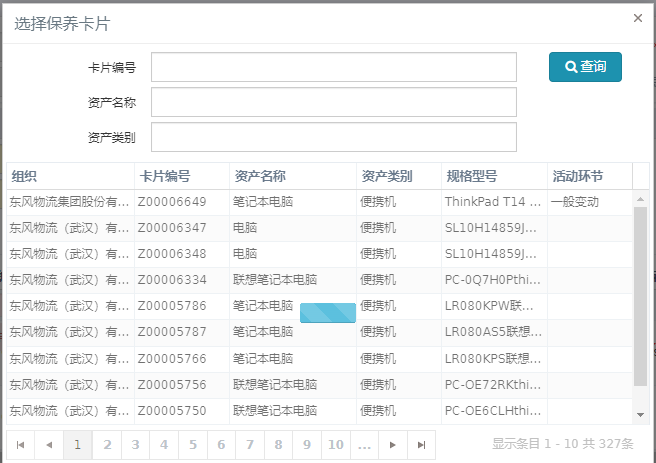 选择保养卡片 ×
卡片编号 查询
资产名称
资产类别
组织 卡片编号 资产名称 资产类别 规格型号 活动环节
东风物流集团股份有... Z00006649 笔记本电脑 便携机 ThinkPad T14 ... 一般变动
东风物流（武汉）有... Z00006347 电脑 便携机 SL10H14859J...
东风物流（武汉）有... Z00006348 电脑 便携机 SL10H14859J...
东风物流（武汉）有... Z00006334 联想笔记本电脑 便携机 PC-0Q7H0Pthi...
东风物流（武汉）有... Z00005786 笔记本电脑 便携机 LR080KPW联...
东风物流（武汉）有... Z00005787 笔记本电脑 便携机 LR080AS5联想...
东风物流（武汉）有... Z00005766 笔记本电脑 便携机 LR080KPS联想...
东风物流（武汉）有... Z00005756 联想笔记本电脑 便携机 PC-OE72RKthi...
东风物流（武汉）有... Z00005750 联想笔记本电脑 便携机 PC-OE6CLHthi...
1 2 3 4 5 6 7 8 9 10 ... 显示条目 1 - 10 共 327条